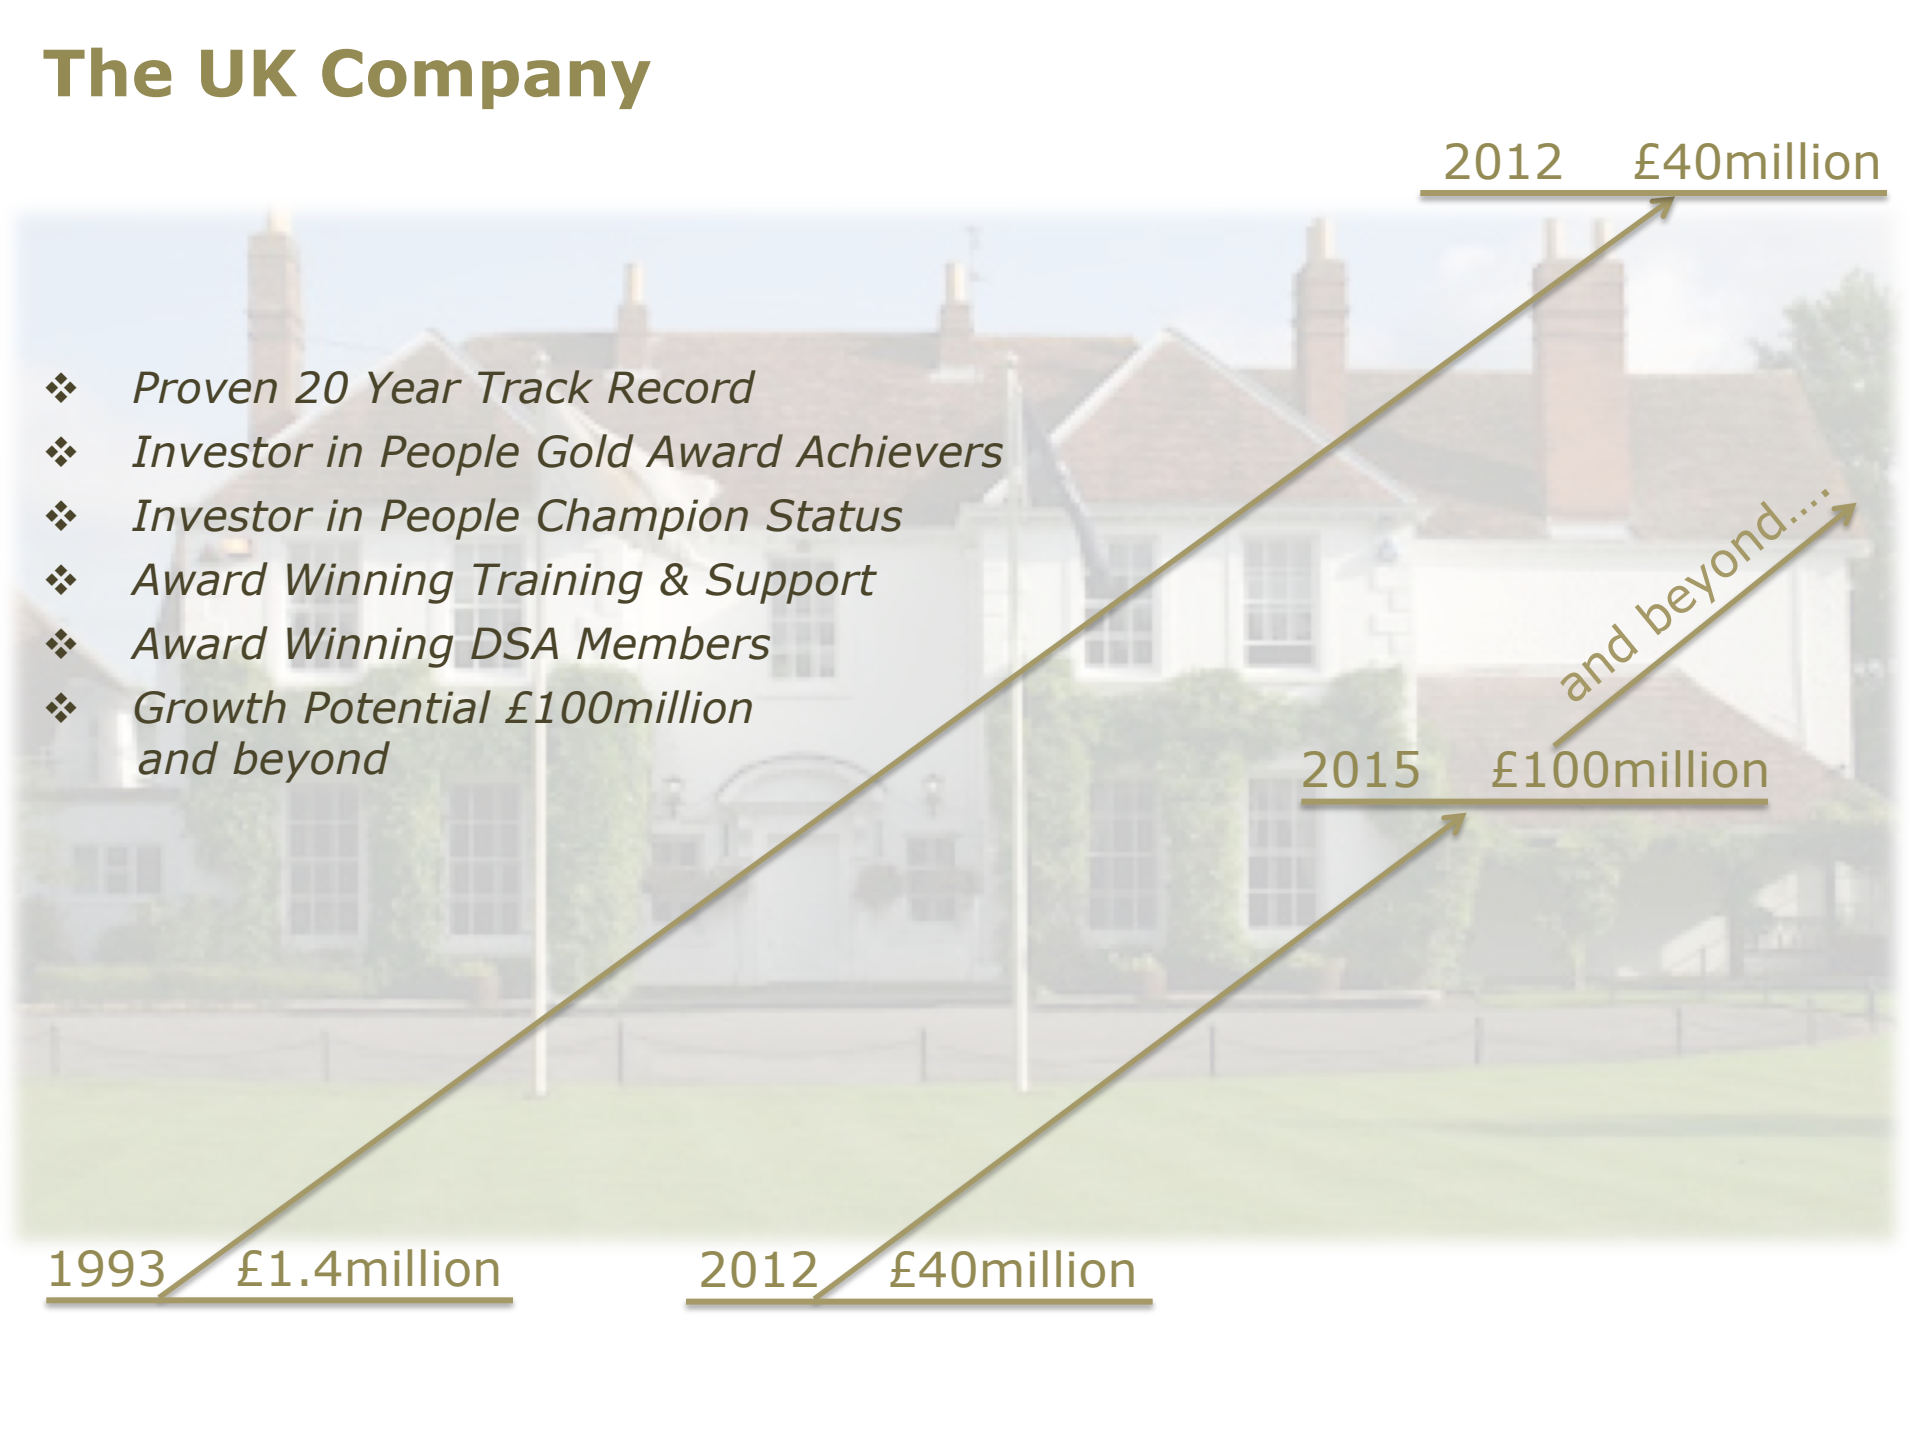 The UK Company
2012 £40million
❖ Proven 20 Year Track Record
❖ Investor in People Gold Award Achievers
❖ Investor in People Champion Status
❖ Award Winning Training & Support
❖ Award Winning DSA Members
❖ Growth Potential £100million
and beyond
and beyond....
2015 £100million
1993 £1.4million
2012 £40million